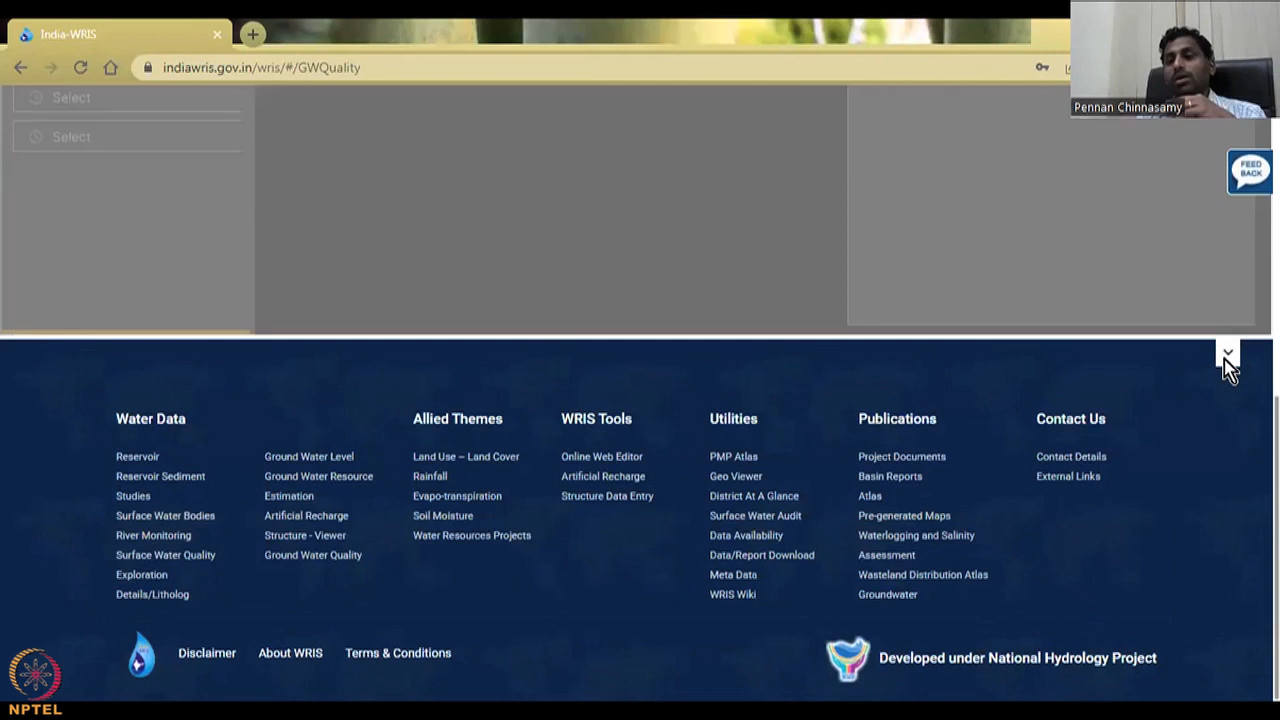 India-WRIS
indiawris.gov.in/wris/#/GWQuality
Pennan Chinnasamy
Select
Select
FEED
BACK
Water Data
Reservoir
Reservoir Sediment
Studies
Surface Water Bodies
River Monitoring
Surface Water Quality
Exploration
Details/Litholog
Ground Water Level
Ground Water Resource
Estimation
Artificial Recharge
Structure - Viewer
Ground Water Quality
Allied Themes
Land Use – Land Cover
Rainfall
Evapo-transpiration
Soil Moisture
Water Resources Projects
WRIS Tools
Online Web Editor
Artificial Recharge
Structure Data Entry
Utilities
PMP Atlas
Geo Viewer
District At A Glance
Surface Water Audit
Data Availability
Data/Report Download
Meta Data
WRIS Wiki
Publications
Project Documents
Basin Reports
Atlas
Pre-generated Maps
Waterlogging and Salinity
Assessment
Wasteland Distribution Atlas
Groundwater
Contact Us
Contact Details
External Links
Disclaimer
About WRIS
Terms & Conditions
Developed under National Hydrology Project
NPTEL